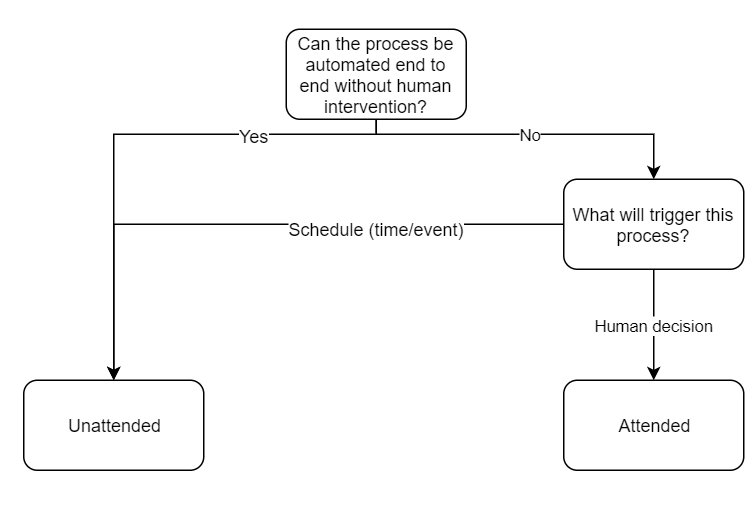 Can the process be
automated end to
end without human
intervention?
Yes
No
What will trigger this
process?
Schedule (time/event)
Human decision
Unattended
Attended